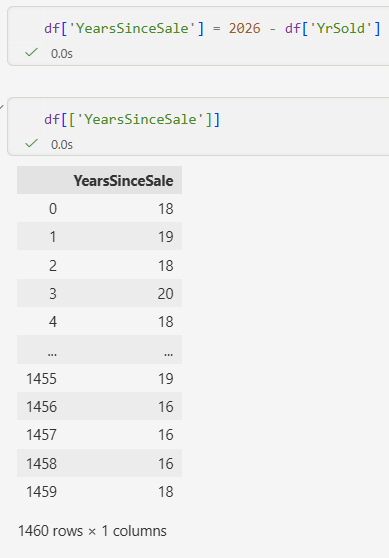 df['YearsSinceSale'] = 2026 - df['YrSold']
0.0s
df[['YearsSinceSale']]
0.0s
YearsSinceSale
0 18
1 19
2 18
3 20
4 18
... ...
1455 19
1456 16
1457 16
1458 16
1459 18
1460 rows × 1 columns